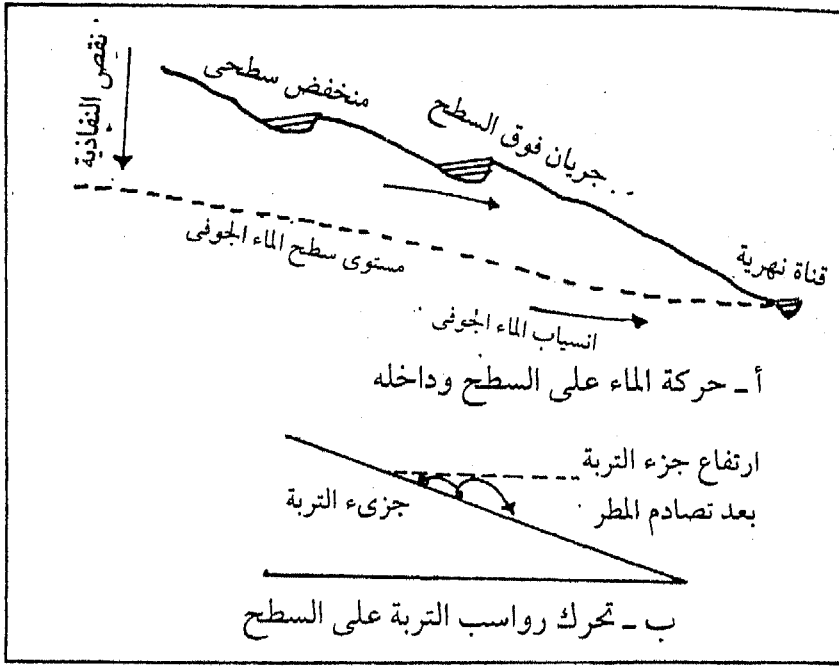 نقص النفاذية
منخفض سطحى
جريان فوق السطح
قناة نهرية
مستوى سطح الماء الجوفى
انسياب الماء الجوفى
أ ـ حركة الماء على السطح وداخله
ارتفاع جزء التربة
بعد تصادم المطر
جزىء التربة
ب ـ تحرك رواسب التربة على السطح